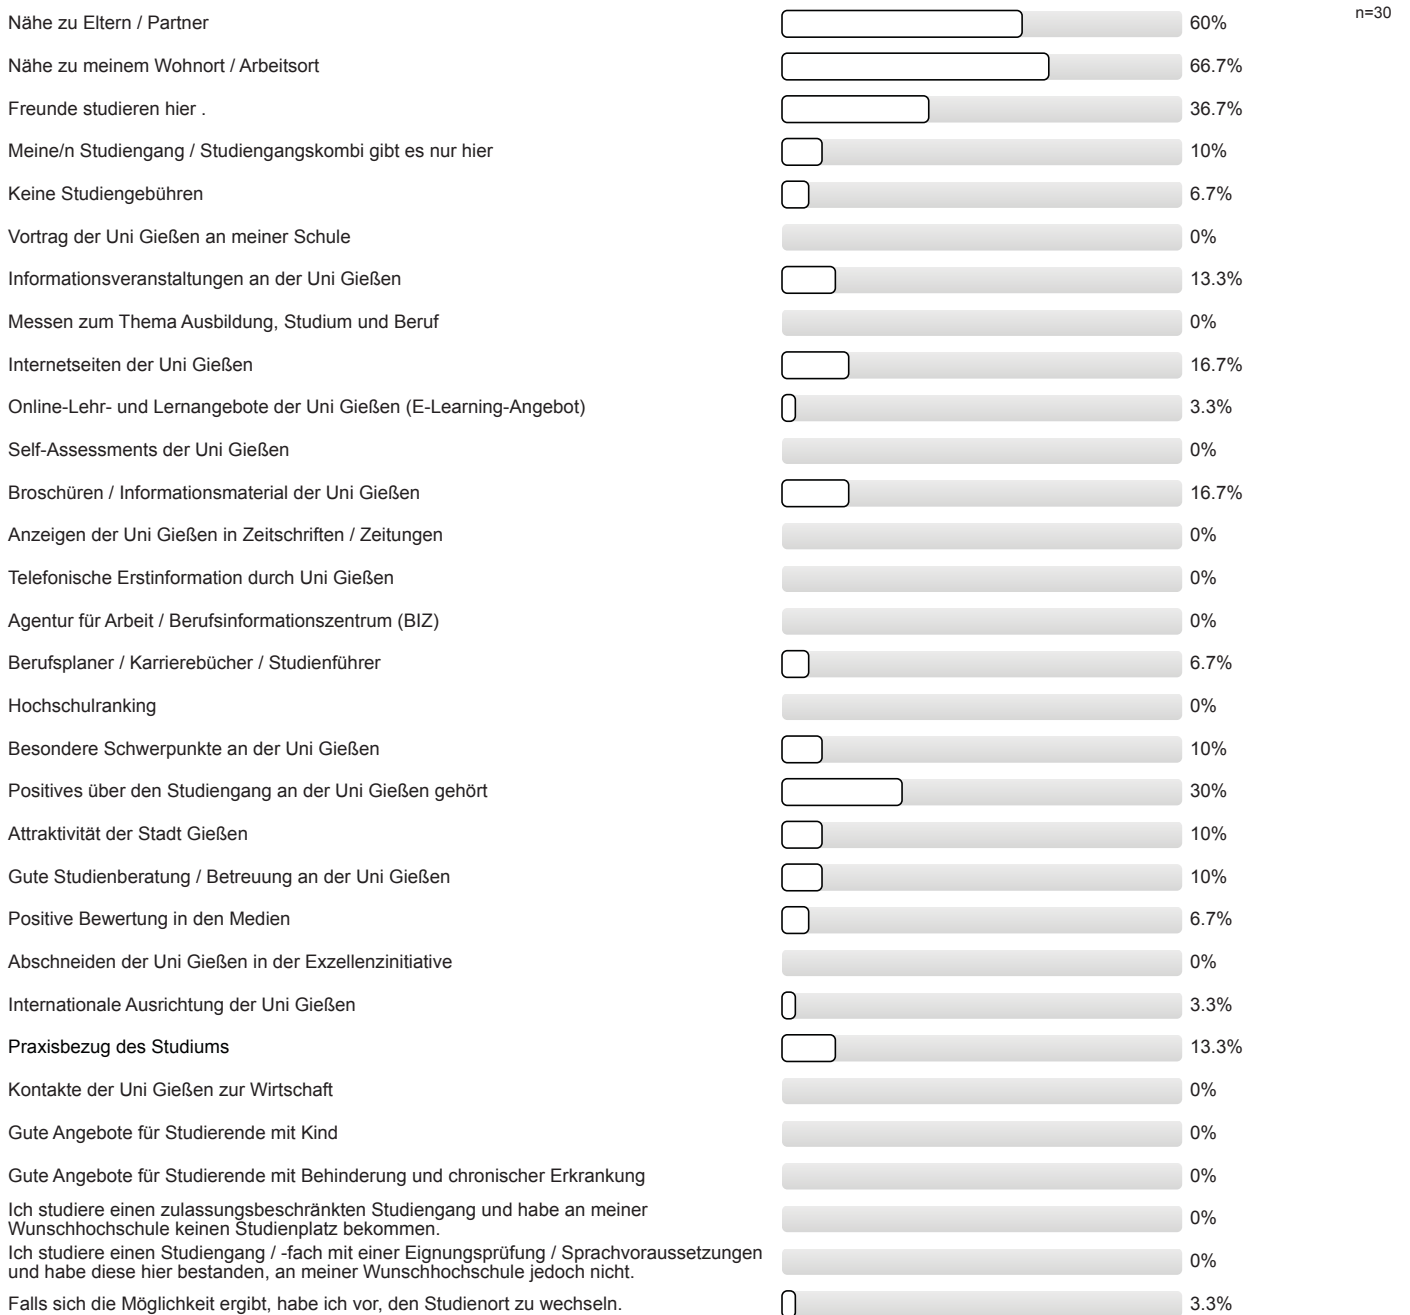 Nähe zu Eltern / Partner 60% n=30
Nähe zu meinem Wohnort / Arbeitsort 66.7%
Freunde studieren hier . 36.7%
Meine/n Studiengang / Studiengangskombi gibt es nur hier 10%
Keine Studiengebühren 6.7%
Vortrag der Uni Gießen an meiner Schule 0%
Informationsveranstaltungen an der Uni Gießen 13.3%
Messen zum Thema Ausbildung, Studium und Beruf 0%
Internetseiten der Uni Gießen 16.7%
Online-Lehr- und Lernangebote der Uni Gießen (E-Learning-Angebot) 3.3%
Self-Assessments der Uni Gießen 0%
Broschüren / Informationsmaterial der Uni Gießen 16.7%
Anzeigen der Uni Gießen in Zeitschriften / Zeitungen 0%
Telefonische Erstinformation durch Uni Gießen 0%
Agentur für Arbeit / Berufsinformationszentrum (BIZ) 0%
Berufsplaner / Karrierebücher / Studienführer 6.7%
Hochschulranking 0%
Besondere Schwerpunkte an der Uni Gießen 10%
Positives über den Studiengang an der Uni Gießen gehört 30%
Attraktivität der Stadt Gießen 10%
Gute Studienberatung / Betreuung an der Uni Gießen 10%
Positive Bewertung in den Medien 6.7%
Abschneiden der Uni Gießen in der Exzellenzinitiative 0%
Internationale Ausrichtung der Uni Gießen 3.3%
Praxisbezug des Studiums 13.3%
Kontakte der Uni Gießen zur Wirtschaft 0%
Gute Angebote für Studierende mit Kind 0%
Gute Angebote für Studierende mit Behinderung und chronischer Erkrankung 0%
Ich studiere einen zulassungsbeschränkten Studiengang und habe an meiner
Wunschhochschule keinen Studienplatz bekommen. 0%
Ich studiere einen Studiengang / -fach mit einer Eignungsprüfung / Sprachvoraussetzungen
und habe diese hier bestanden, an meiner Wunschhochschule jedoch nicht. 0%
Falls sich die Möglichkeit ergibt, habe ich vor, den Studienort zu wechseln. 3.3%